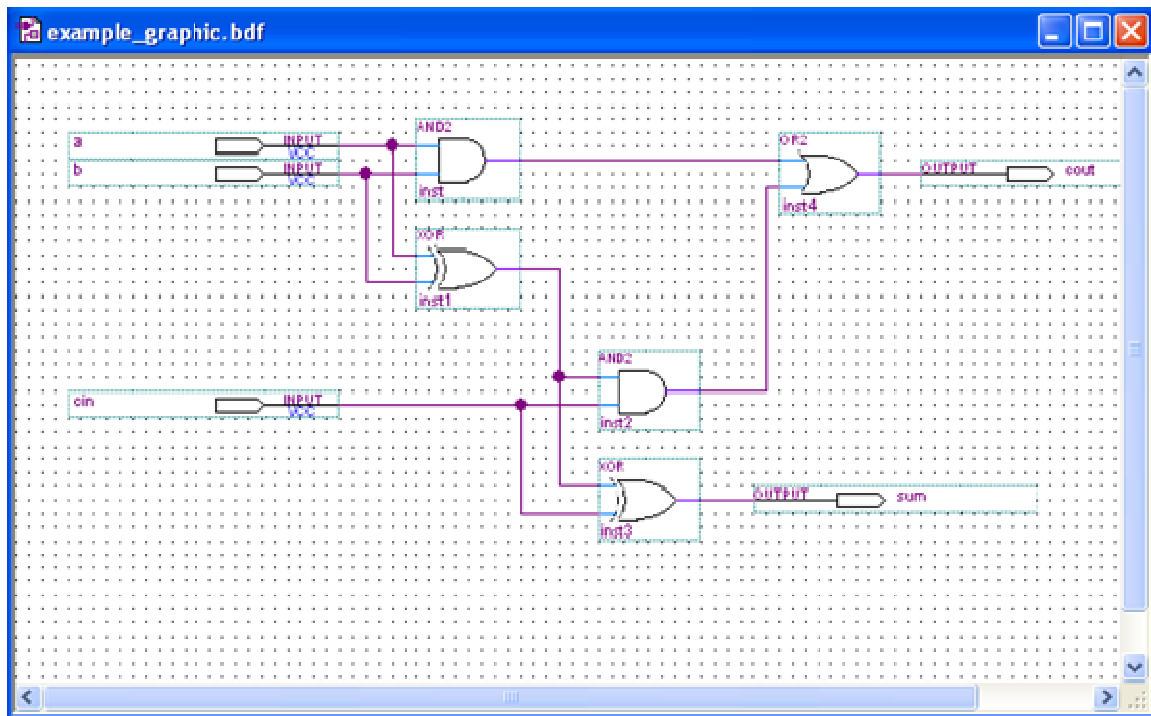 example_graphic.bdf
a INPUT
VCC
b INPUT
VCC
AND2
inst
OR2
inst4
OUTPUT cout
XOR
inst1
cin INPUT
VCC
AND2
inst2
XOR
inst3
OUTPUT sum